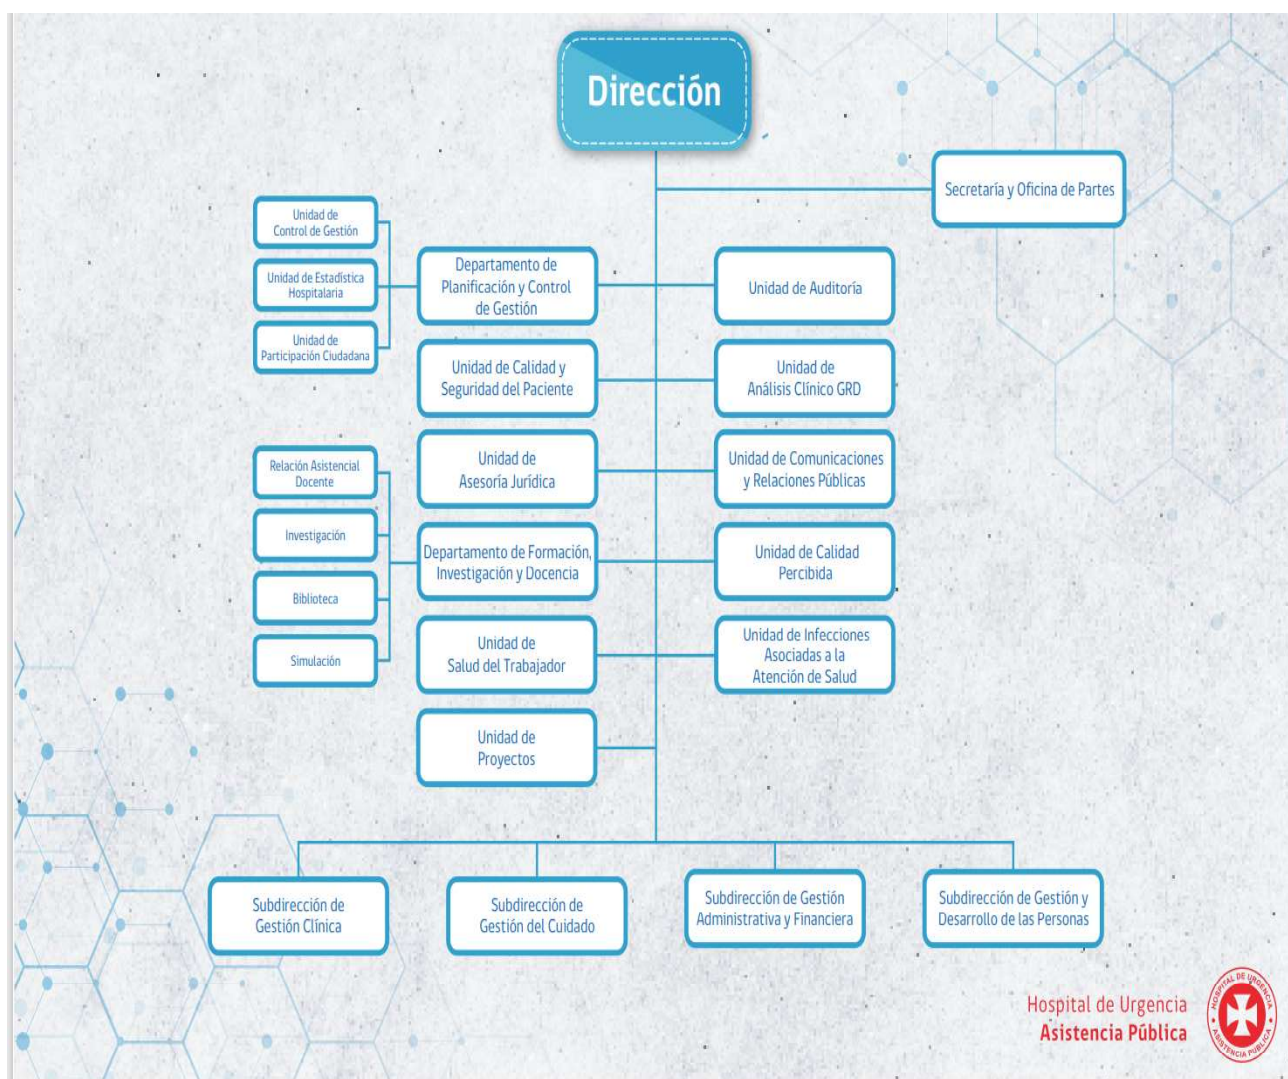 Dirección
Secretaría y Oficina de Partes
Unidad de
Control de Gestión
Unidad de Estadística
Hospitalaria
Unidad de
Participación Ciudadana
Departamento de
Planificación y Control
de Gestión
Unidad de Auditoría
Unidad de Calidad y
Seguridad del Paciente
Unidad de
Análisis Clínico GRD
Unidad de
Asesoría Jurídica
Unidad de Comunicaciones
y Relaciones Públicas
Relación Asistencial
Docente
Investigación
Biblioteca
Simulación
Departamento de Formación,
Investigación y Docencia
Unidad de Calidad
Percibida
Unidad de
Salud del Trabajador
Unidad de Infecciones
Asociadas a la
Atención de Salud
Unidad de
Proyectos
Subdirección de
Gestión Clínica
Subdirección de
Gestión del Cuidado
Subdirección de Gestión
Administrativa y Financiera
Subdirección de Gestión y
Desarrollo de las Personas
Hospital de Urgencia
Asistencia Pública
HOSPITAL DE URGENCIA
ASISTENCIA PUBLICA